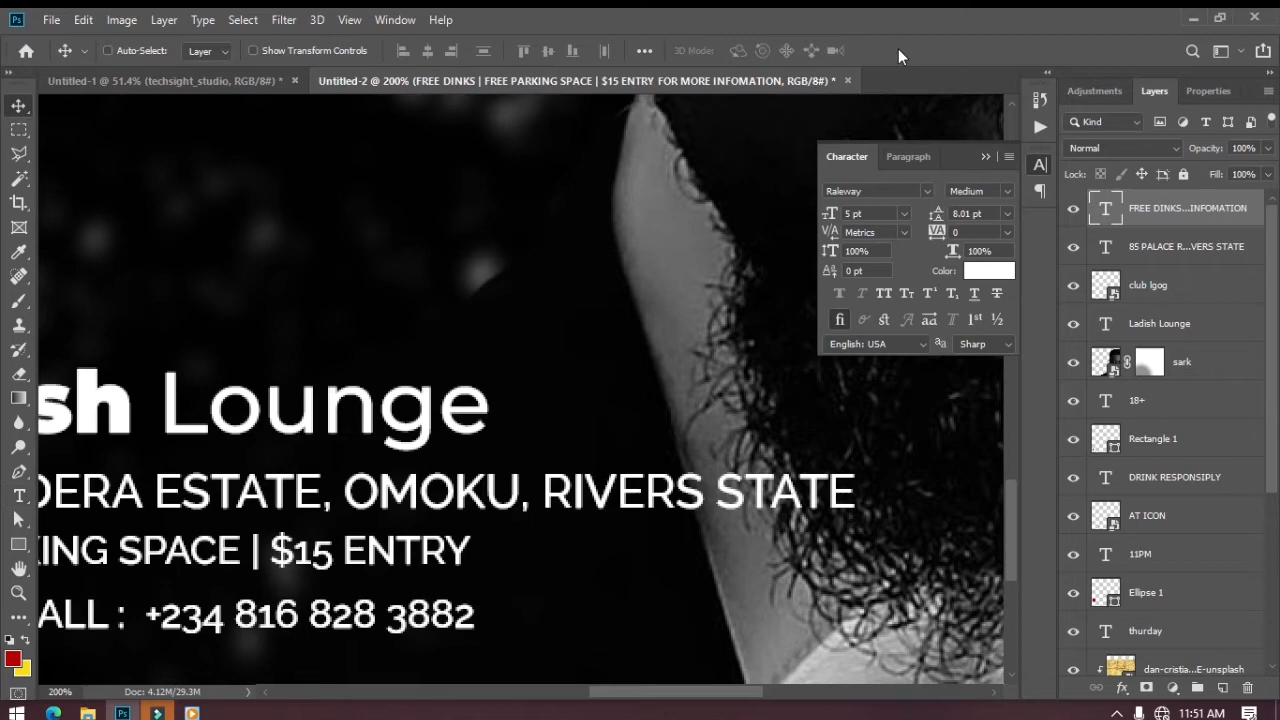 Ps File Edit Image Layer Type Select Filter 3D View Window Help
Auto-Select: Layer Show Transform Controls 3D Mode:
Untitled-1 @ 51.4% (techsight_studio, RGB/8#) * Untitled-2 @ 200% (FREE DINKS | FREE PARKING SPACE | $15 ENTRY FOR MORE INFOMATION, RGB/8#) *
Adjustments Layers Properties
Kind
Normal Opacity: 100%
Lock: Fill: 100%
Character Paragraph
Raleway Medium
5 pt 8.01 pt
Metrics 0
100% 100%
0 pt Color:
English: USA Sharp
FREE DINKS...INFOMATION
85 PALACE R...VERS STATE
club lgog
Ladish Lounge
sark
18+
Rectangle 1
DRINK RESPONSIPLY
AT ICON
11PM
Ellipse 1
thurday
dan-cristia...E-unsplash
sh Lounge
DERA ESTATE, OMOKU, RIVERS STATE
KING SPACE | $15 ENTRY
ALL : +234 816 828 3882
200% Doc: 4.12M/29.3M
11:51 AM